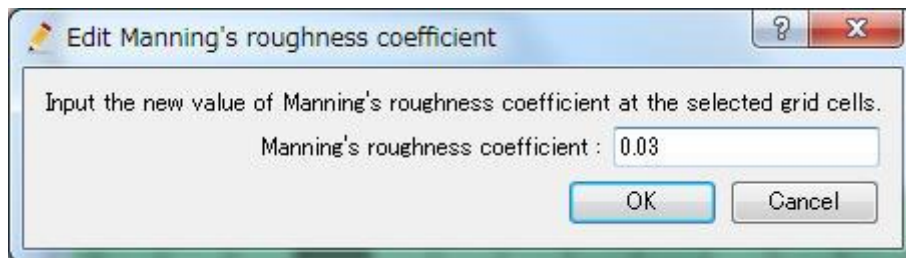 Edit Manning's roughness coefficient
Input the new value of Manning's roughness coefficient at the selected grid cells.
Manning's roughness coefficient : 0.03
OK Cancel